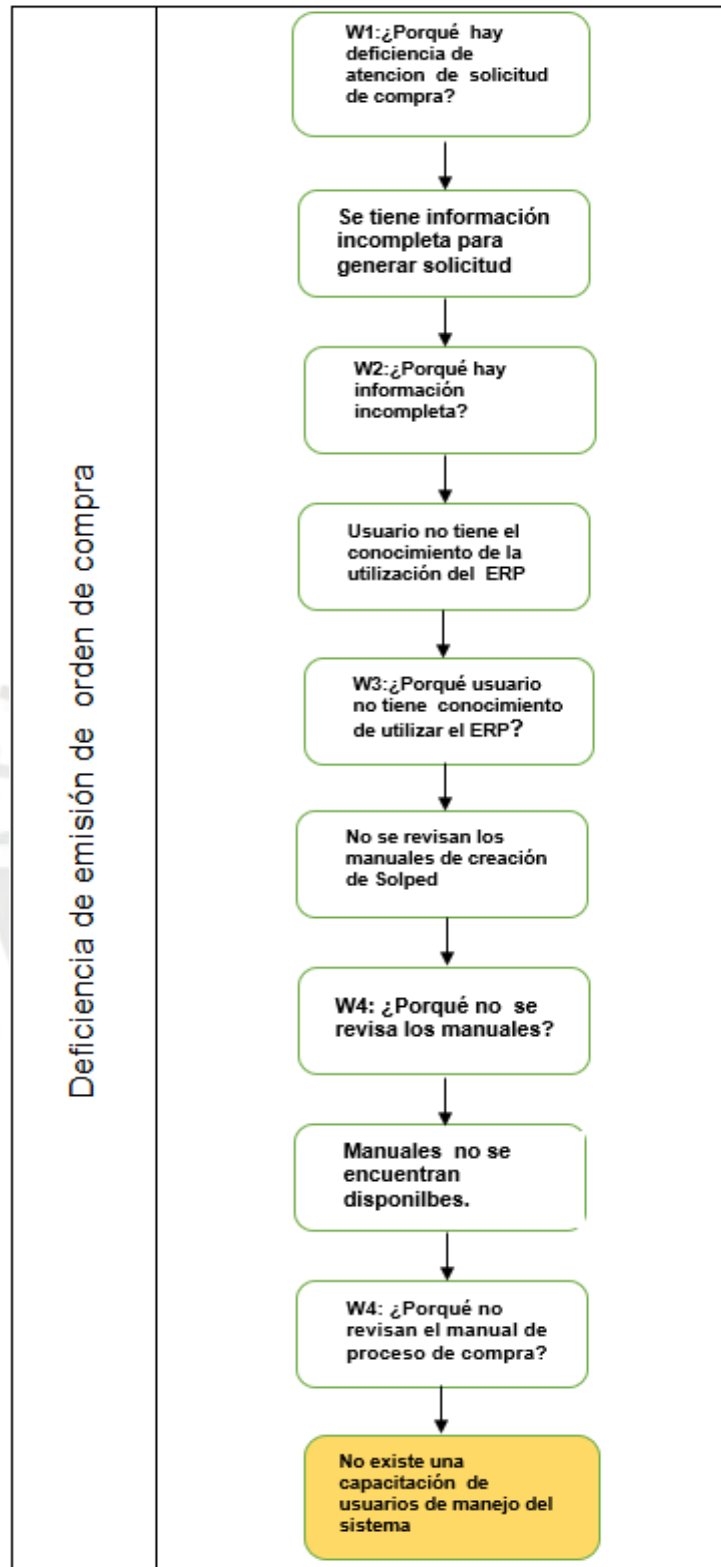 Deficiencia de emisión de orden de compra
W1:¿Porqué hay
deficiencia de
atencion de solicitud
de compra?
Se tiene información
incompleta para
generar solicitud
W2:¿Porqué hay
información
incompleta?
Usuario no tiene el
conocimiento de la
utilización del ERP
W3:¿Porqué usuario
no tiene conocimiento
de utilizar el ERP?
No se revisan los
manuales de creación
de Solped
W4: ¿Porqué no se
revisa los manuales?
Manuales no se
encuentran
disponilbes.
W4: ¿Porqué no
revisan el manual de
proceso de compra?
No existe una
capacitación de
usuarios de manejo del
sistema